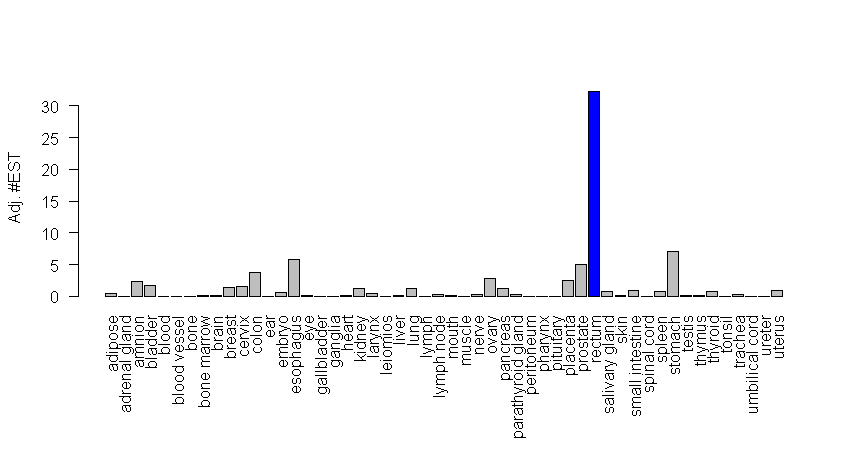 Adj. #EST
30
25
20
15
10
5
0
adipose
adrenal gland
amnion
bladder
blood
blood vessel
bone
bone marrow
brain
breast
cervix
colon
ear
embryo
esophagus
eye
gallbladder
ganglia
heart
kidney
larynx
leiomios
liver
lung
lymph
lymph node
mouth
muscle
nerve
ovary
pancreas
parathyroid gland
peritoneum
pharynx
pituitary
placenta
prostate
rectum
salivary gland
skin
small intestine
spinal cord
spleen
stomach
testis
thymus
thyroid
tonsil
trachea
umbilical cord
ureter
uterus